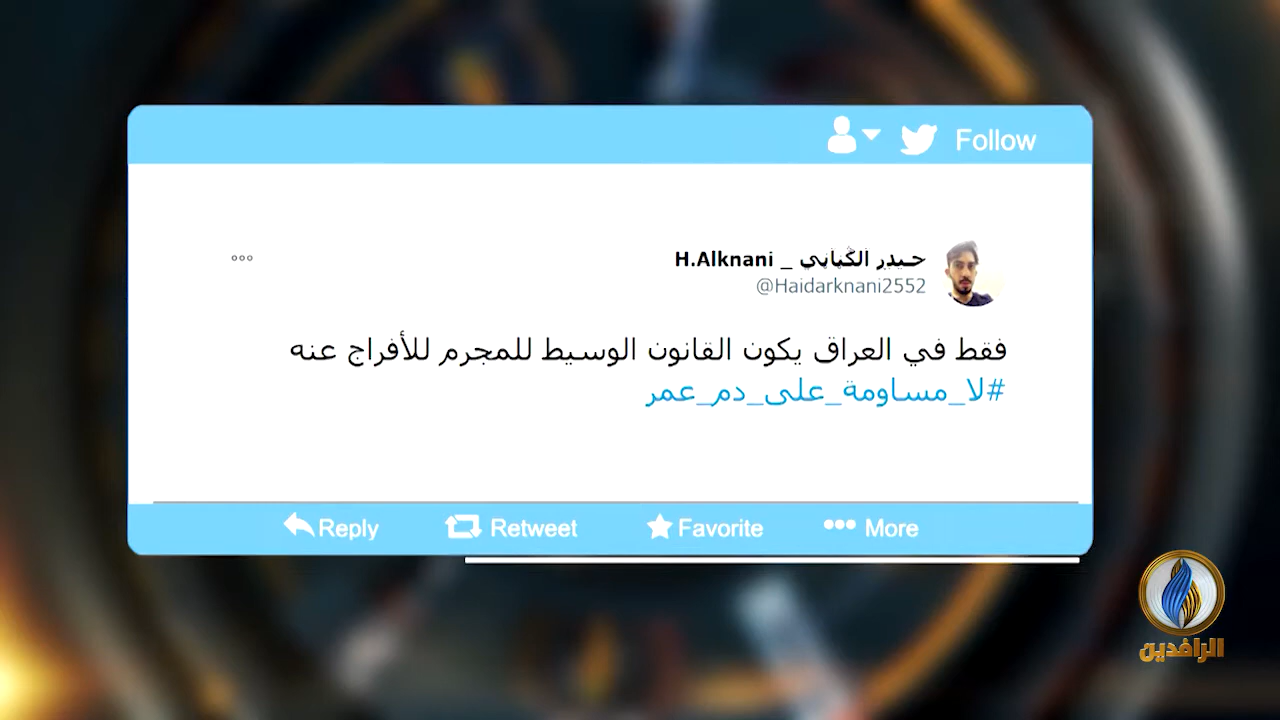 Follow
حيدر الكناني _ H.Alknani
@Haidarknani2552
فقط في العراق يكون القانون الوسيط للمجرم للأفراج عنه
#لا_مساومة_على_دم_عمر
Reply Retweet Favorite More
الرافدين